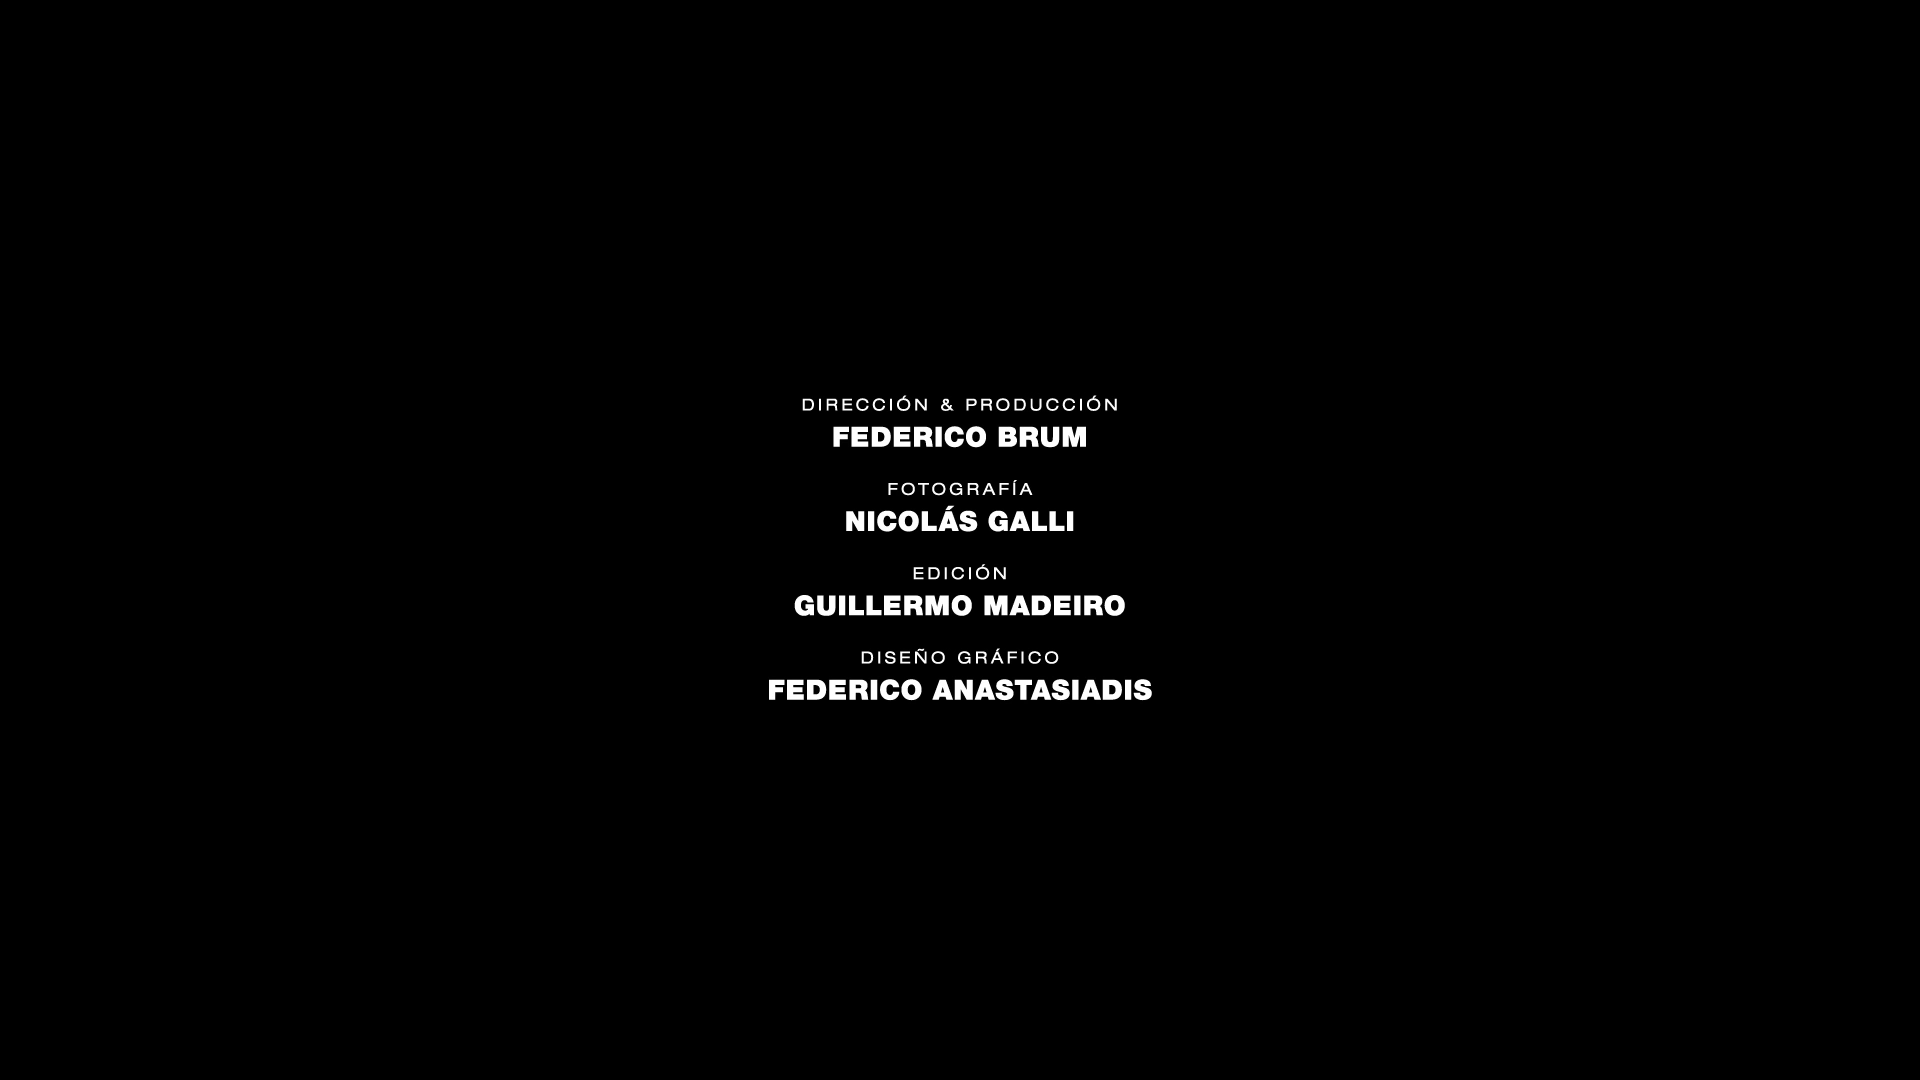 DIRECCIÓN & PRODUCCIÓN
FEDERICO BRUM
FOTOGRAFÍA
NICOLÁS GALLI
EDICIÓN
GUILLERMO MADEIRO
DISEÑO GRÁFICO
FEDERICO ANASTASIADIS